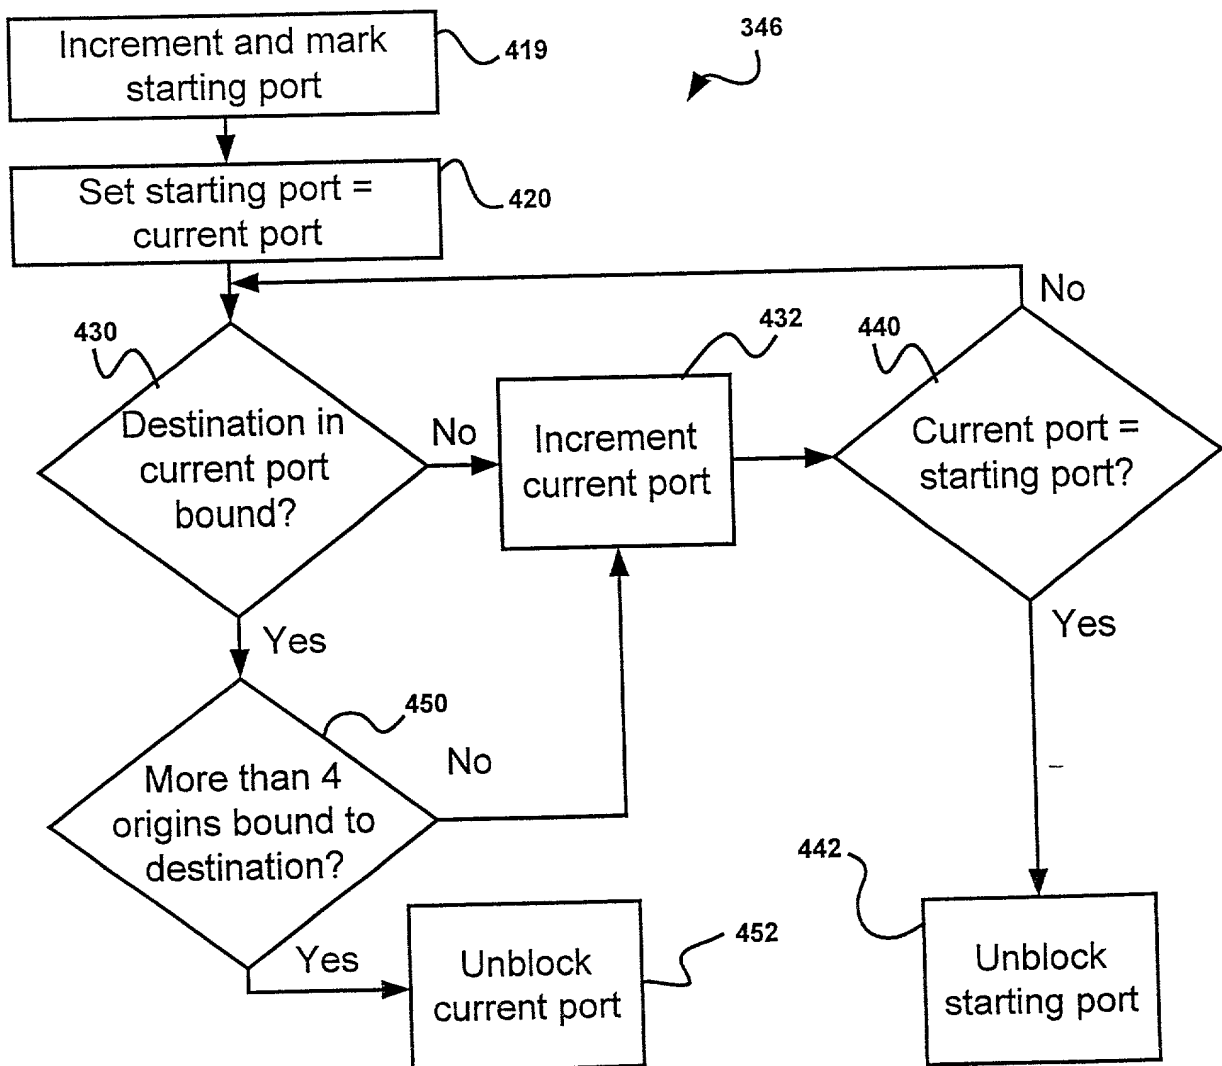 Increment and mark
starting port
419
346
Set starting port =
current port
420
No
430
432
440
Destination in
current port
bound?
No
Increment
current port
Current port =
starting port?
Yes
Yes
450
More than 4
origins bound to
destination?
No
442
452
Yes
Unblock
current port
Unblock
starting port